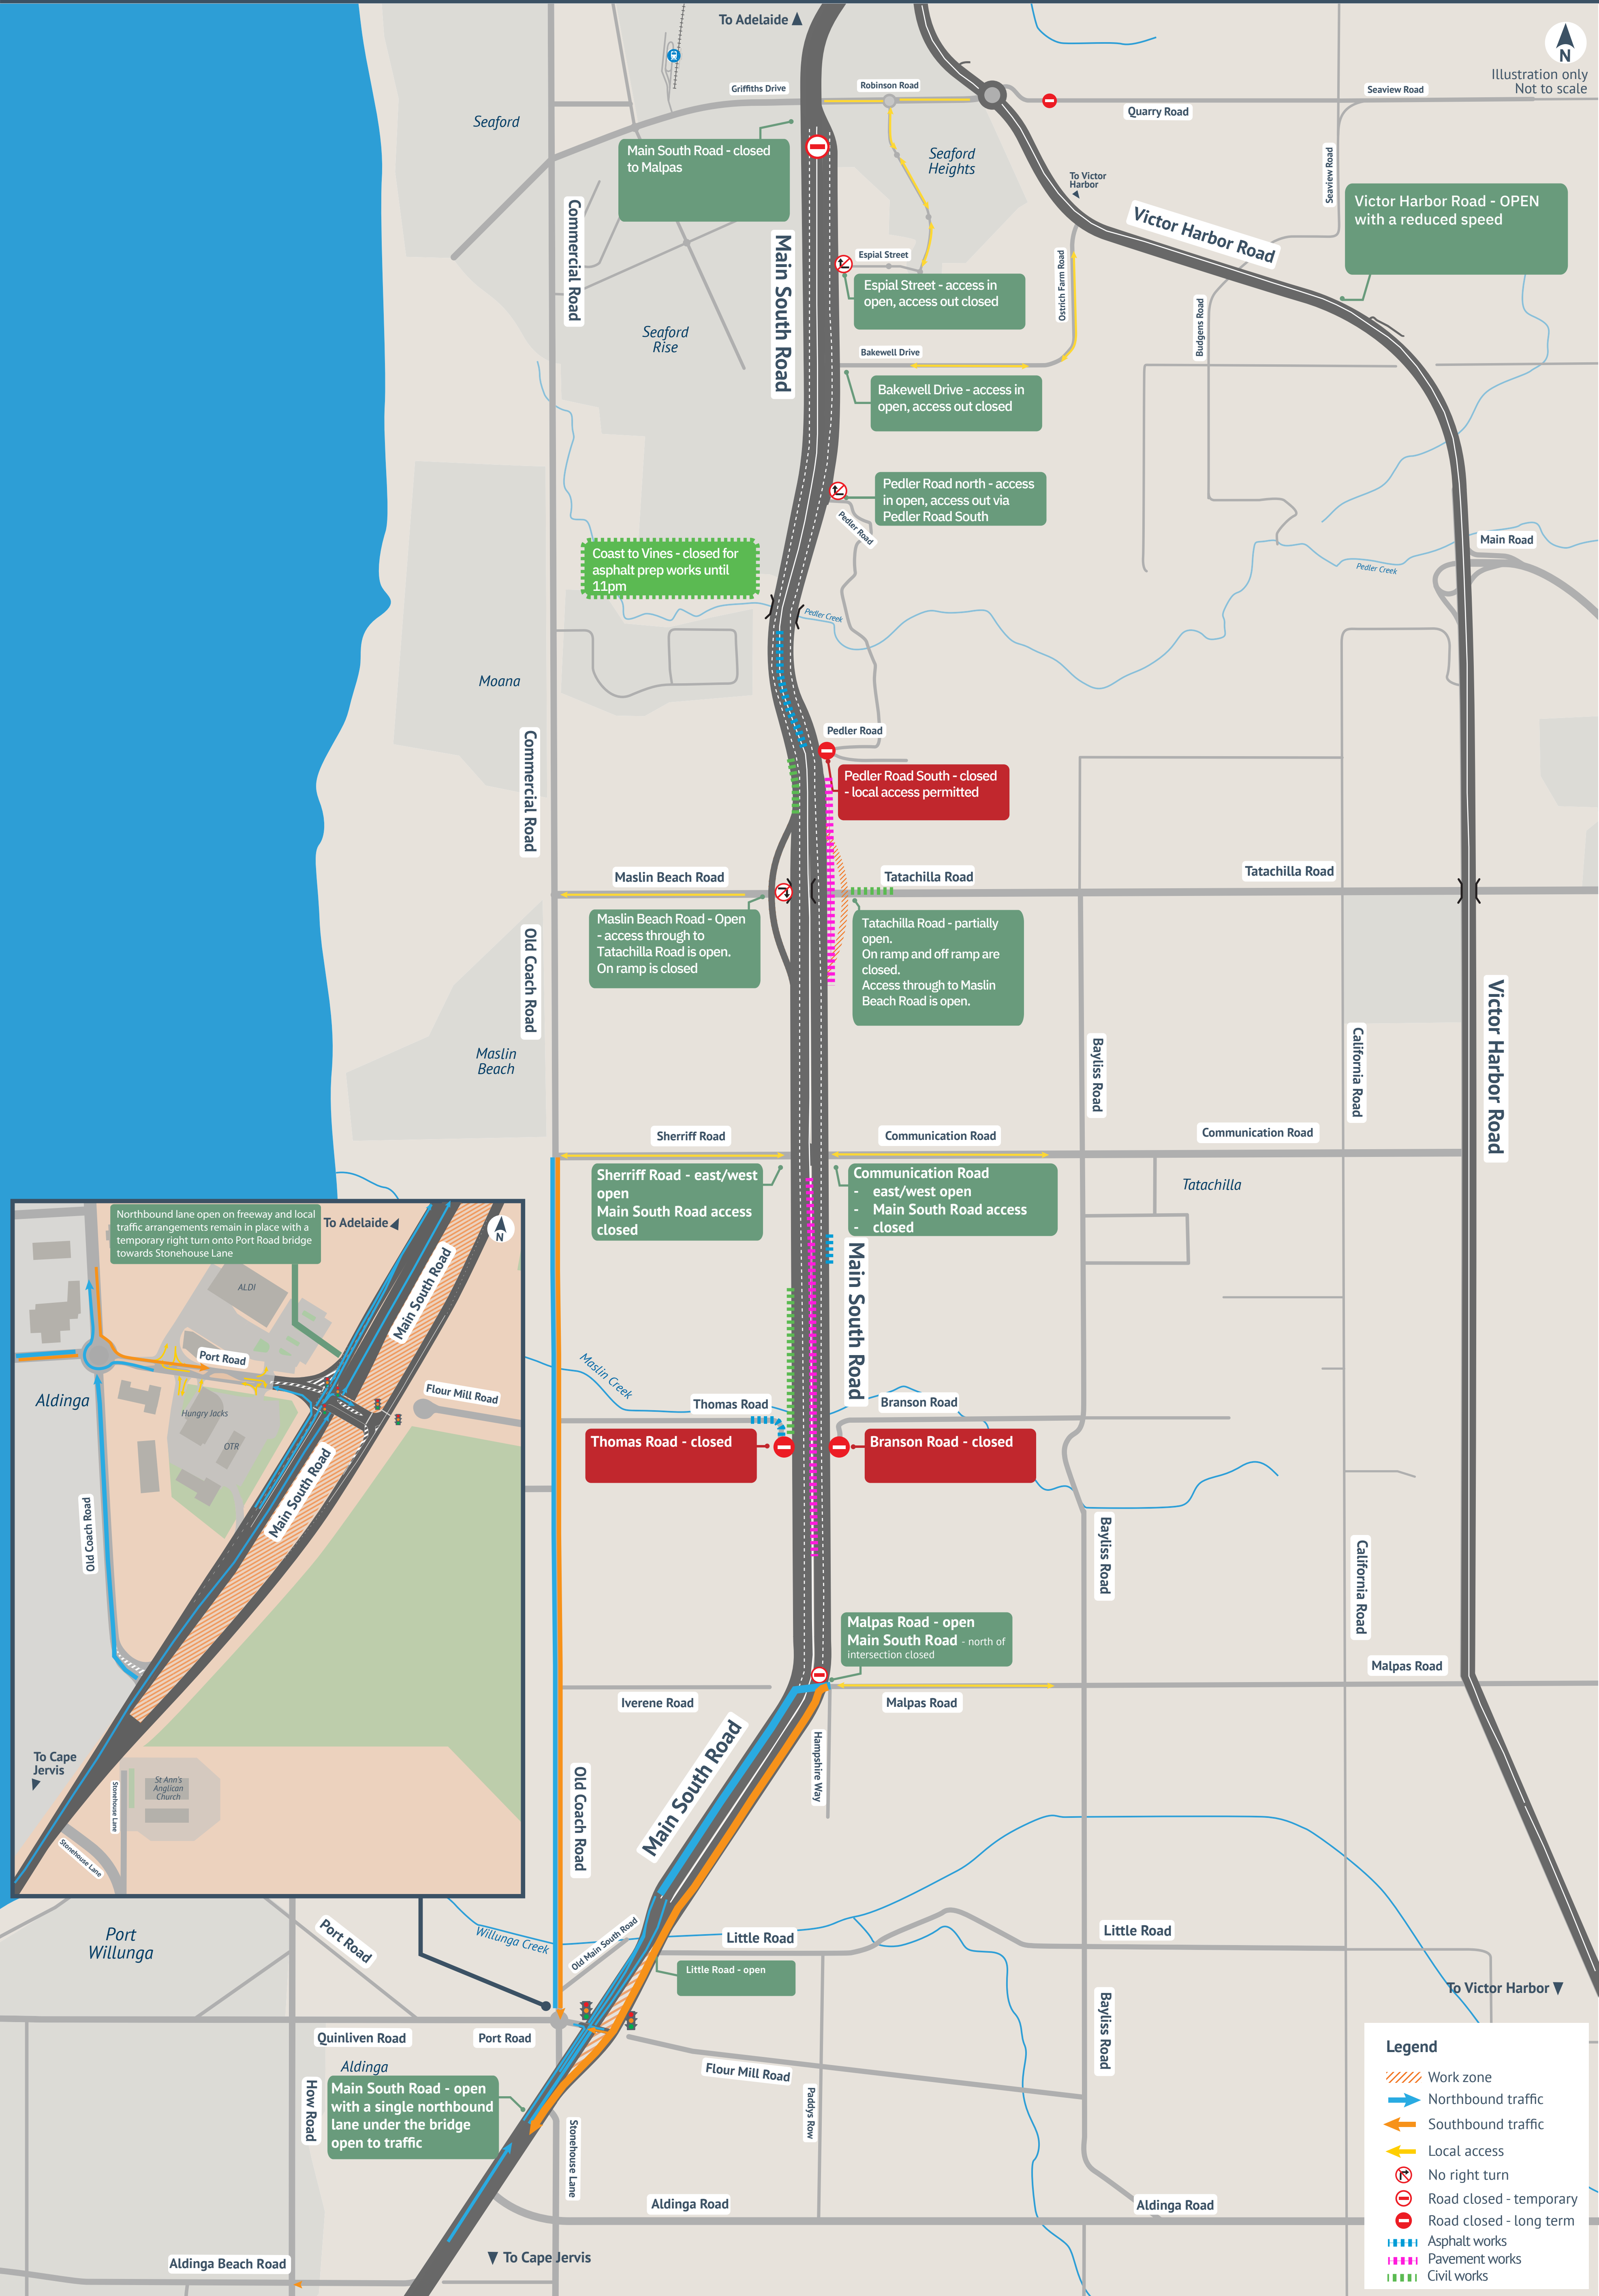 To Adelaide
N
Illustration only
Not to scale
Griffiths Drive
Robinson Road
Seaview Road
Quarry Road
Seaford
Main South Road - closed
to Malpas
Seaford
Heights
Seaview Road
To Victor
Harbor
Victor Harbor Road - OPEN
with a reduced speed
Commercial Road
Main South Road
Victor Harbor Road
Espial Street
Espial Street - access in
open, access out closed
Ostrich Farm Road
Budgens Road
Seaford
Rise
Bakewell Drive
Bakewell Drive - access in
open, access out closed
Pedler Road north - access
in open, access out via
Pedler Road South
Pedler Road
Main Road
Coast to Vines - closed for
asphalt prep works until
11pm
Pedler Creek
Pedler Creek
Moana
Commercial Road
Pedler Road
Pedler Road South - closed
- local access permitted
Maslin Beach Road
Tatachilla Road
Tatachilla Road
Maslin Beach Road - Open
- access through to
Tatachilla Road is open.
On ramp is closed
Tatachilla Road - partially
open.
On ramp and off ramp are
closed.
Access through to Maslin
Beach Road is open.
Old Coach Road
Maslin
Beach
Bayliss Road
California Road
Victor Harbor Road
Sherriff Road
Communication Road
Communication Road
Sherriff Road - east/west
open
Main South Road access
closed
Communication Road
- east/west open
- Main South Road access
- closed
Tatachilla
Main South Road
Northbound lane open on freeway and local
traffic arrangements remain in place with a
temporary right turn onto Port Road bridge
towards Stonehouse Lane
To Adelaide
N
ALDI
Main South Road
Port Road
Flour Mill Road
Aldinga
Hungry Jacks
OTR
Main South Road
Old Coach Road
To Cape
Jervis
St Ann's
Anglican
Church
Stonehouse Lane
Stonehouse Lane
Maslin Creek
Thomas Road
Branson Road
Thomas Road - closed
Branson Road - closed
Bayliss Road
California Road
Malpas Road - open
Main South Road - north of
intersection closed
Malpas Road
Iverene Road
Malpas Road
Main South Road
Hampshire Way
Old Coach Road
Port
Willunga
Port Road
Willunga Creek
Old Main South Road
Little Road
Little Road
Little Road - open
To Victor Harbor
Quinliven Road
Port Road
Aldinga
Flour Mill Road
Bayliss Road
How Road
Main South Road - open
with a single northbound
lane under the bridge
open to traffic
Paddys Row
Stonehouse Lane
Aldinga Road
Aldinga Road
Aldinga Beach Road
To Cape Jervis
Legend
Work zone
Northbound traffic
Southbound traffic
Local access
No right turn
Road closed - temporary
Road closed - long term
Asphalt works
Pavement works
Civil works